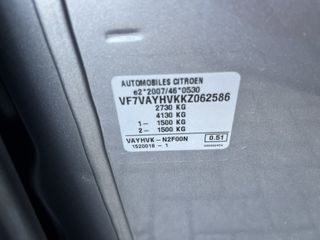 AUTOMOBILES CITROEN
e2*2007/46*0530
VF7VAYHVKKZ062586
2730 KG
4130 KG
1- 1500 KG
2- 1500 KG
VAYHVK-N2F00N 0.51
1520018 - 1